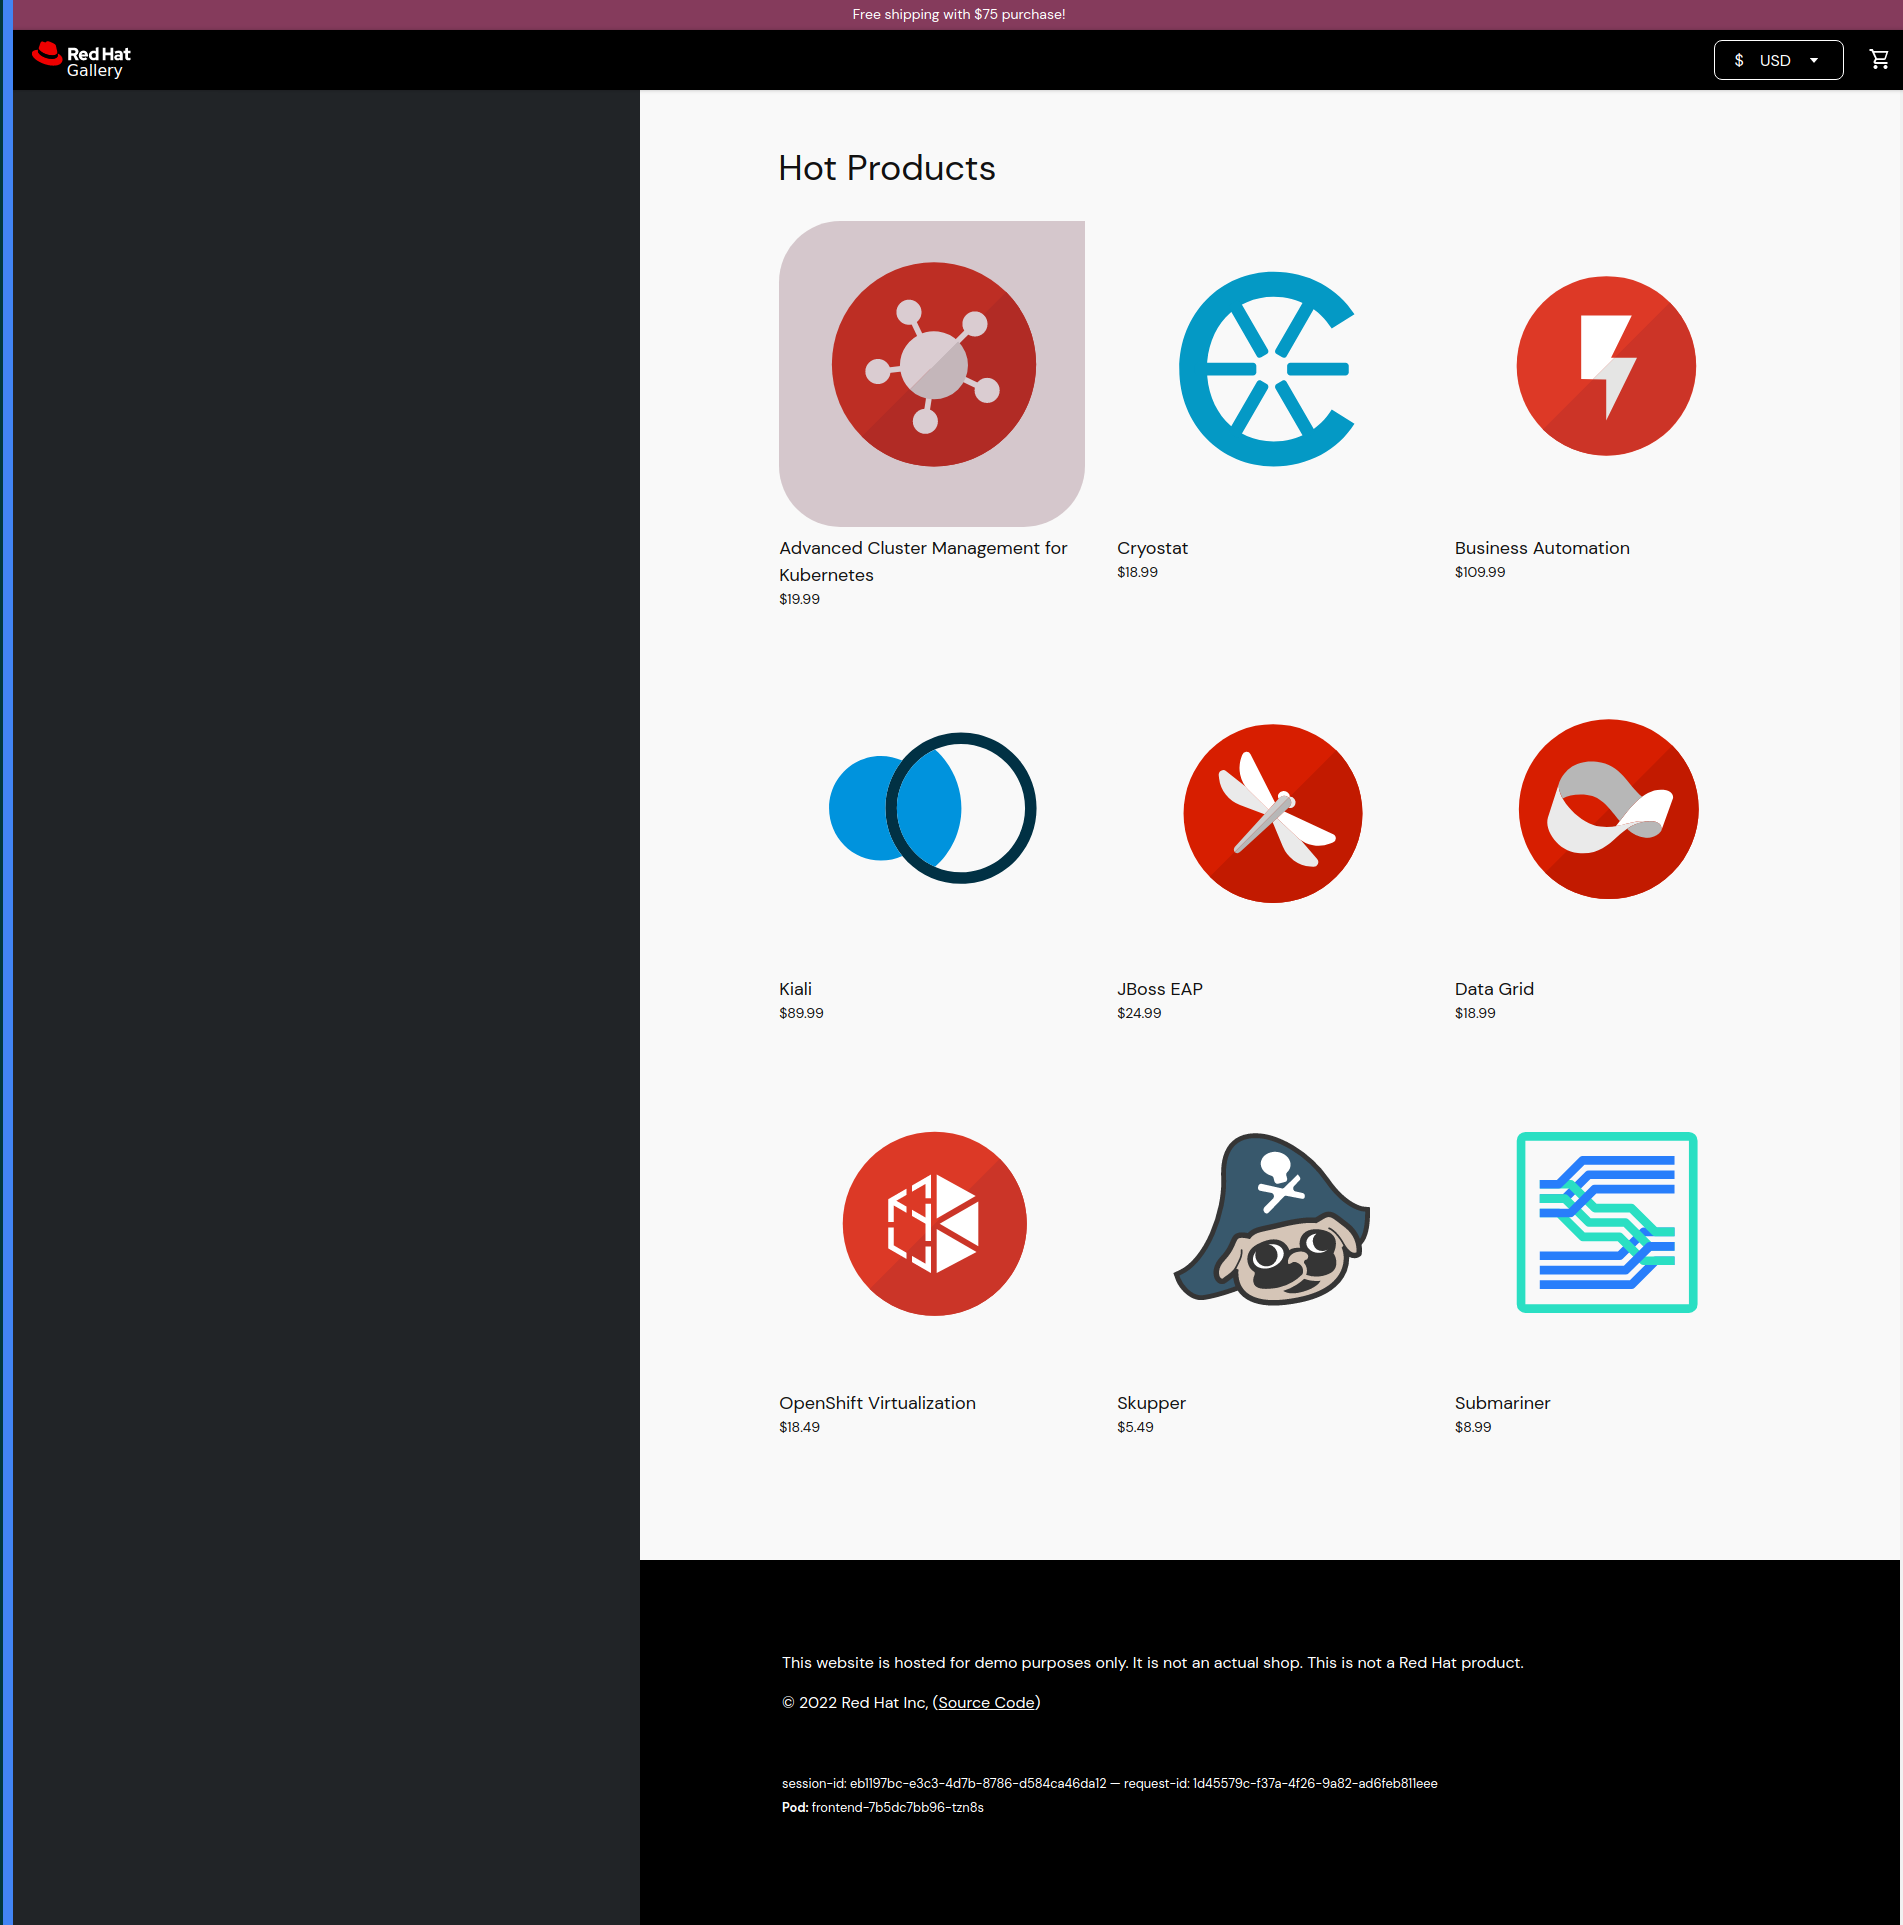 Free shipping with $75 purchase!
Red Hat
Gallery
$ USD
Hot Products
Advanced Cluster Management for
Kubernetes
$19.99
Cryostat
$18.99
Business Automation
$109.99
Kiali
$89.99
JBoss EAP
$24.99
Data Grid
$18.99
OpenShift Virtualization
$18.49
Skupper
$5.49
Submariner
$8.99
This website is hosted for demo purposes only. It is not an actual shop. This is not a Red Hat product.
© 2022 Red Hat Inc, (Source Code)
session-id: eb1197bc-e3c3-4d7b-8786-d584ca46da12 — request-id: 1d45579c-f37a-4f26-9a82-ad6feb811eee
Pod: frontend-7b5dc7bb96-tzn8s